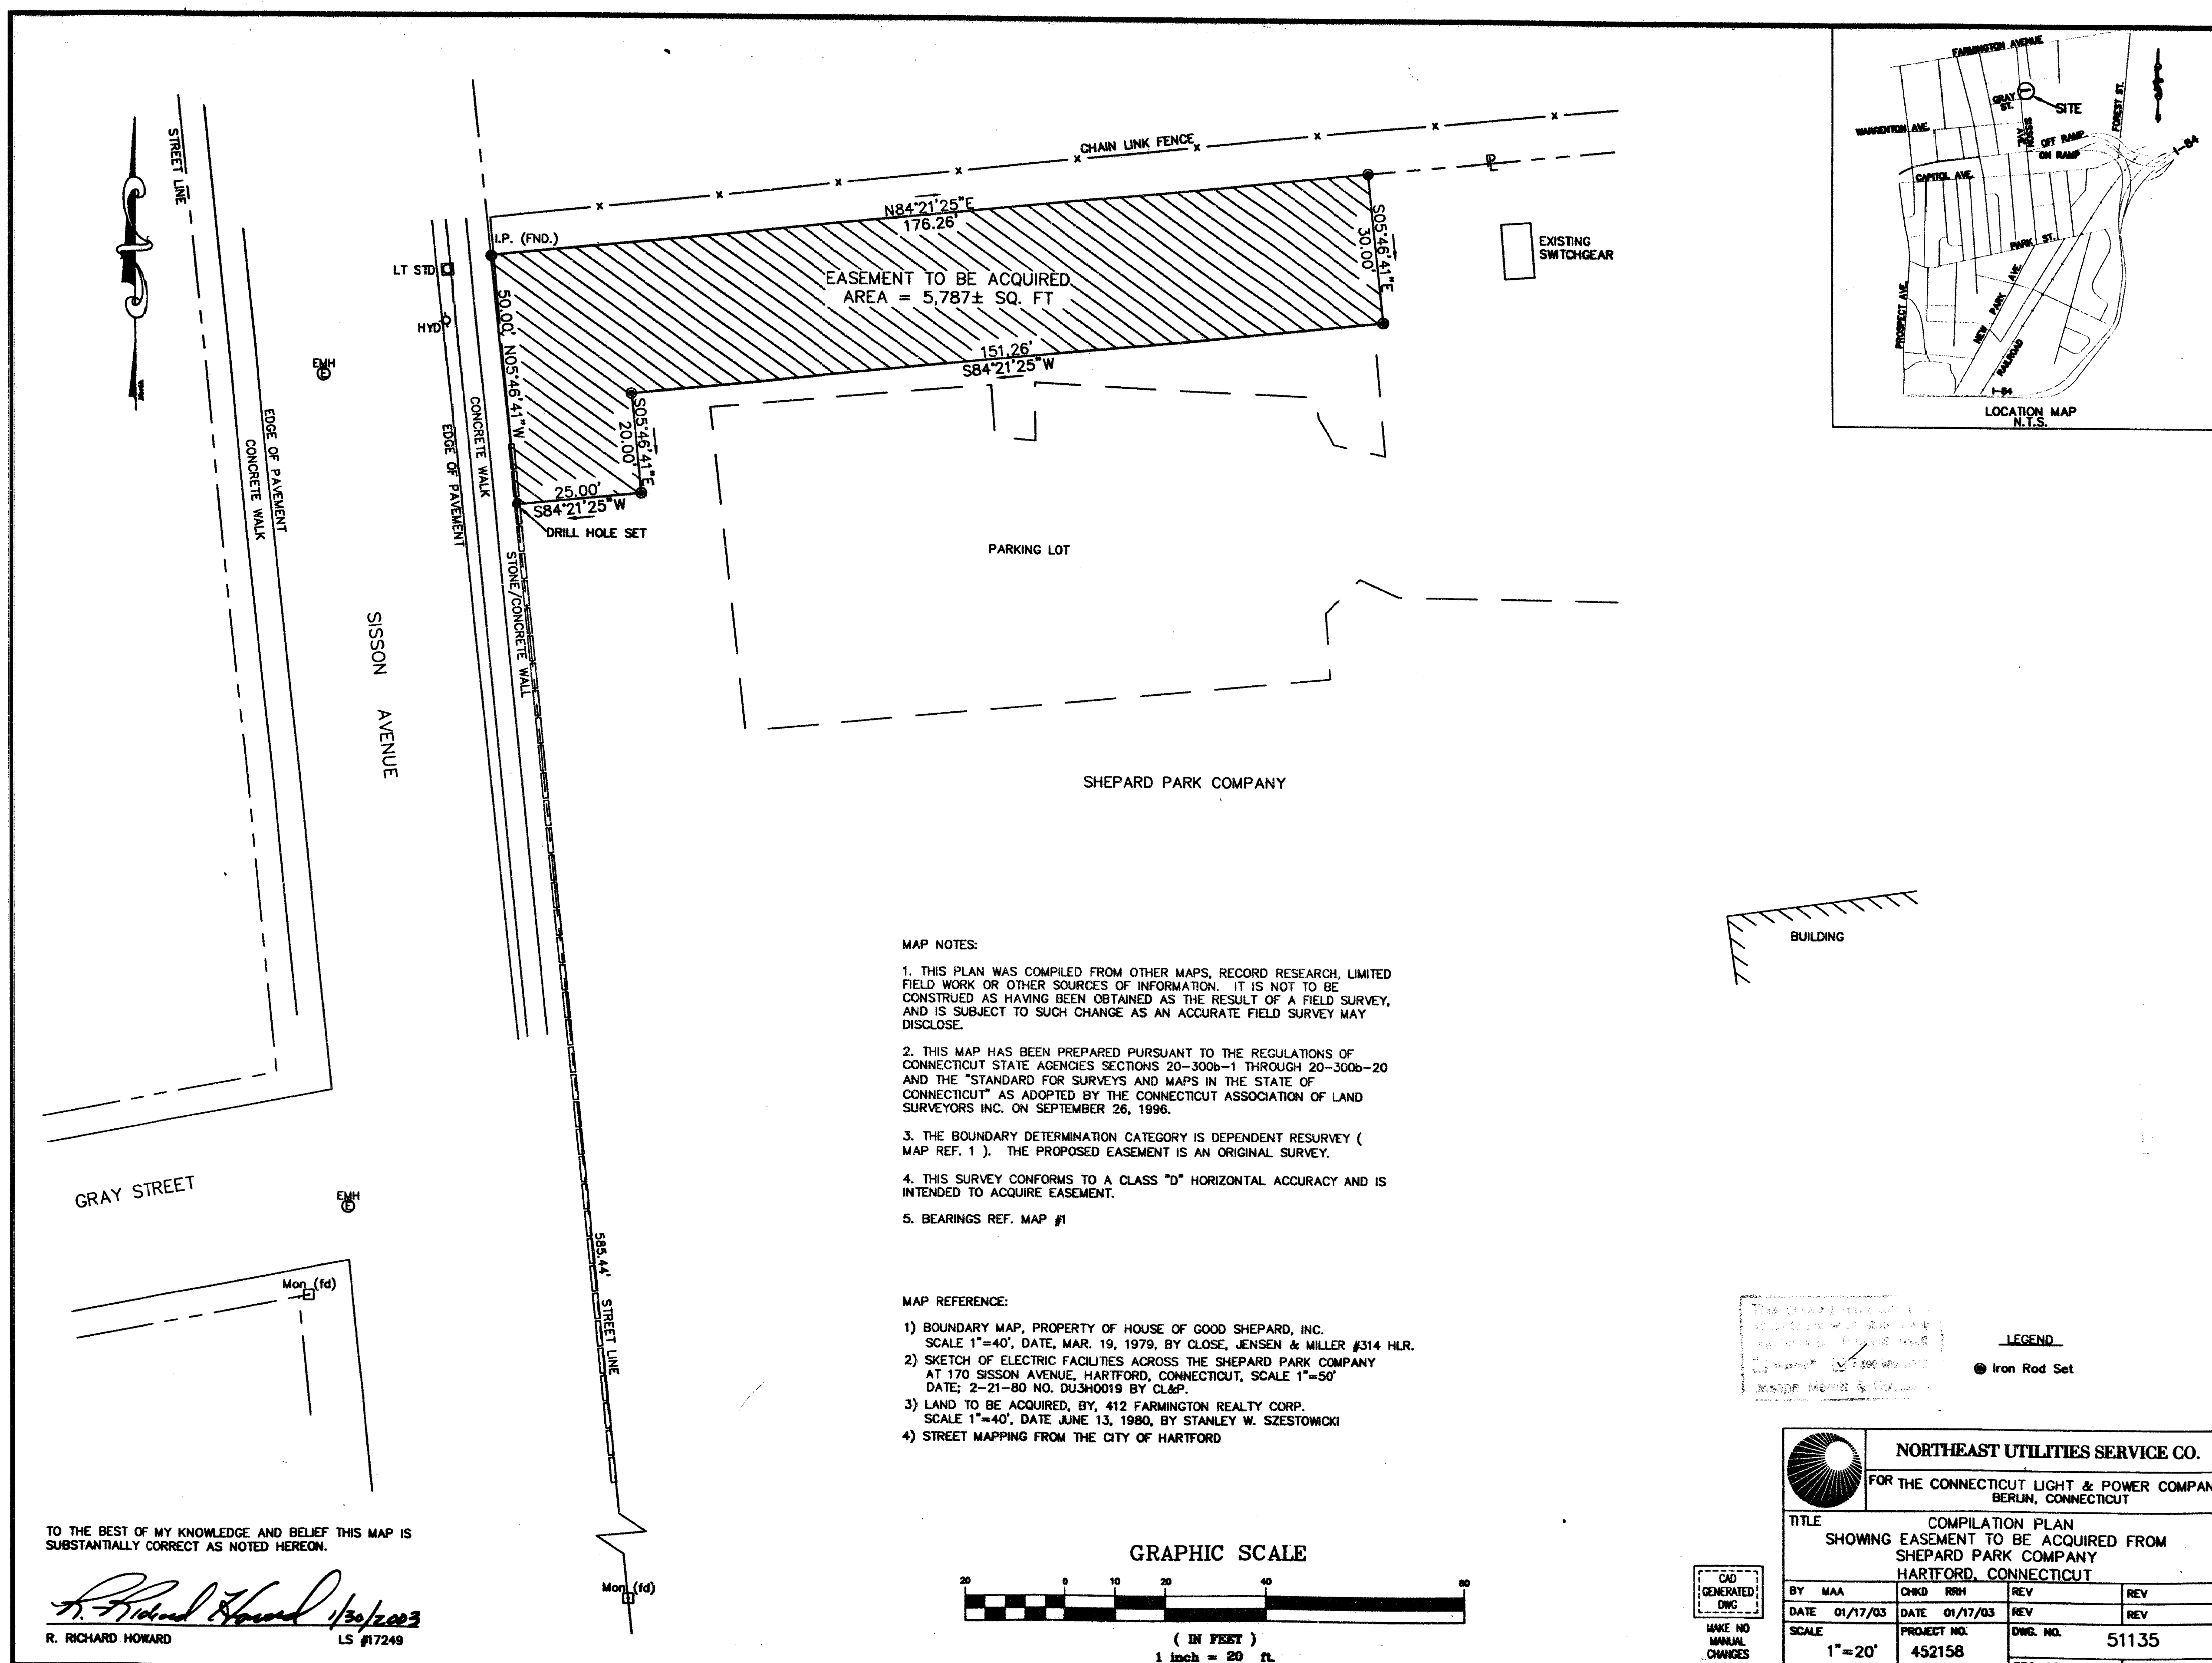 STREET LINE
EDGE OF PAVEMENT
CONCRETE WALK
EMH
E
LT STD
HYD
EDGE OF PAVEMENT
CONCRETE WALK
I.P. (FND.)
CHAIN LINK FENCE
N84°21'25"E
176.26'
EASEMENT TO BE ACQUIRED
AREA = 5,787± SQ. FT
S05°46'41"E
30.00'
EXISTING
SWITCHGEAR
50.00' N05°46'41"W
151.26'
S84°21'25"W
S05°46'41"E
20.00'
25.00'
S84°21'25"W
DRILL HOLE SET
STONE/CONCRETE WALL
PARKING LOT
SISSON AVENUE
SHEPARD PARK COMPANY
FARMINGTON AVENUE
GRAY
ST.
1
SITE
FOREST ST.
WARRENTON AVE.
SISSON
AVE
OFF RAMP
ON RAMP
I-84
CAPITOL AVE.
PARK ST.
PROSPECT AVE.
NEW PARK AVE.
RAILROAD
I-84
LOCATION MAP
N.T.S.
BUILDING
MAP NOTES:
1. THIS PLAN WAS COMPILED FROM OTHER MAPS, RECORD RESEARCH, LIMITED
FIELD WORK OR OTHER SOURCES OF INFORMATION. IT IS NOT TO BE
CONSTRUED AS HAVING BEEN OBTAINED AS THE RESULT OF A FIELD SURVEY,
AND IS SUBJECT TO SUCH CHANGE AS AN ACCURATE FIELD SURVEY MAY
DISCLOSE.
2. THIS MAP HAS BEEN PREPARED PURSUANT TO THE REGULATIONS OF
CONNECTICUT STATE AGENCIES SECTIONS 20-300b-1 THROUGH 20-300b-20
AND THE "STANDARD FOR SURVEYS AND MAPS IN THE STATE OF
CONNECTICUT" AS ADOPTED BY THE CONNECTICUT ASSOCIATION OF LAND
SURVEYORS INC. ON SEPTEMBER 26, 1996.
3. THE BOUNDARY DETERMINATION CATEGORY IS DEPENDENT RESURVEY (
MAP REF. 1 ). THE PROPOSED EASEMENT IS AN ORIGINAL SURVEY.
4. THIS SURVEY CONFORMS TO A CLASS "D" HORIZONTAL ACCURACY AND IS
INTENDED TO ACQUIRE EASEMENT.
5. BEARINGS REF. MAP #1
GRAY STREET
EMH
E
Mon (fd)
585.44' STREET LINE
MAP REFERENCE:
1) BOUNDARY MAP, PROPERTY OF HOUSE OF GOOD SHEPARD, INC.
SCALE 1"=40', DATE, MAR. 19, 1979, BY CLOSE, JENSEN & MILLER #314 HLR.
2) SKETCH OF ELECTRIC FACILITIES ACROSS THE SHEPARD PARK COMPANY
AT 170 SISSON AVENUE, HARTFORD, CONNECTICUT, SCALE 1"=50'
DATE; 2-21-80 NO. DU3H0019 BY CL&P.
3) LAND TO BE ACQUIRED, BY, 412 FARMINGTON REALTY CORP.
SCALE 1"=40', DATE JUNE 13, 1980, BY STANLEY W. SZESTOWICKI
4) STREET MAPPING FROM THE CITY OF HARTFORD
LEGEND
Iron Rod Set
TO THE BEST OF MY KNOWLEDGE AND BELIEF THIS MAP IS
SUBSTANTIALLY CORRECT AS NOTED HEREON.
R. Richard Howard 1/30/2003
R. RICHARD HOWARD LS #17249
Mon (fd)
GRAPHIC SCALE
20 0 10 20 40 80
( IN FEET )
1 inch = 20 ft.
CAD
GENERATED
DWG
MAKE NO
MANUAL
CHANGES
NORTHEAST UTILITIES SERVICE CO.
FOR THE CONNECTICUT LIGHT & POWER COMPAN
BERLIN, CONNECTICUT
TITLE
COMPILATION PLAN
SHOWING EASEMENT TO BE ACQUIRED FROM
SHEPARD PARK COMPANY
HARTFORD, CONNECTICUT
BY MAA CHKD RRH REV REV
DATE 01/17/03 DATE 01/17/03 REV REV
SCALE PROJECT NO. DWG. NO.
1"=20' 452158 51135